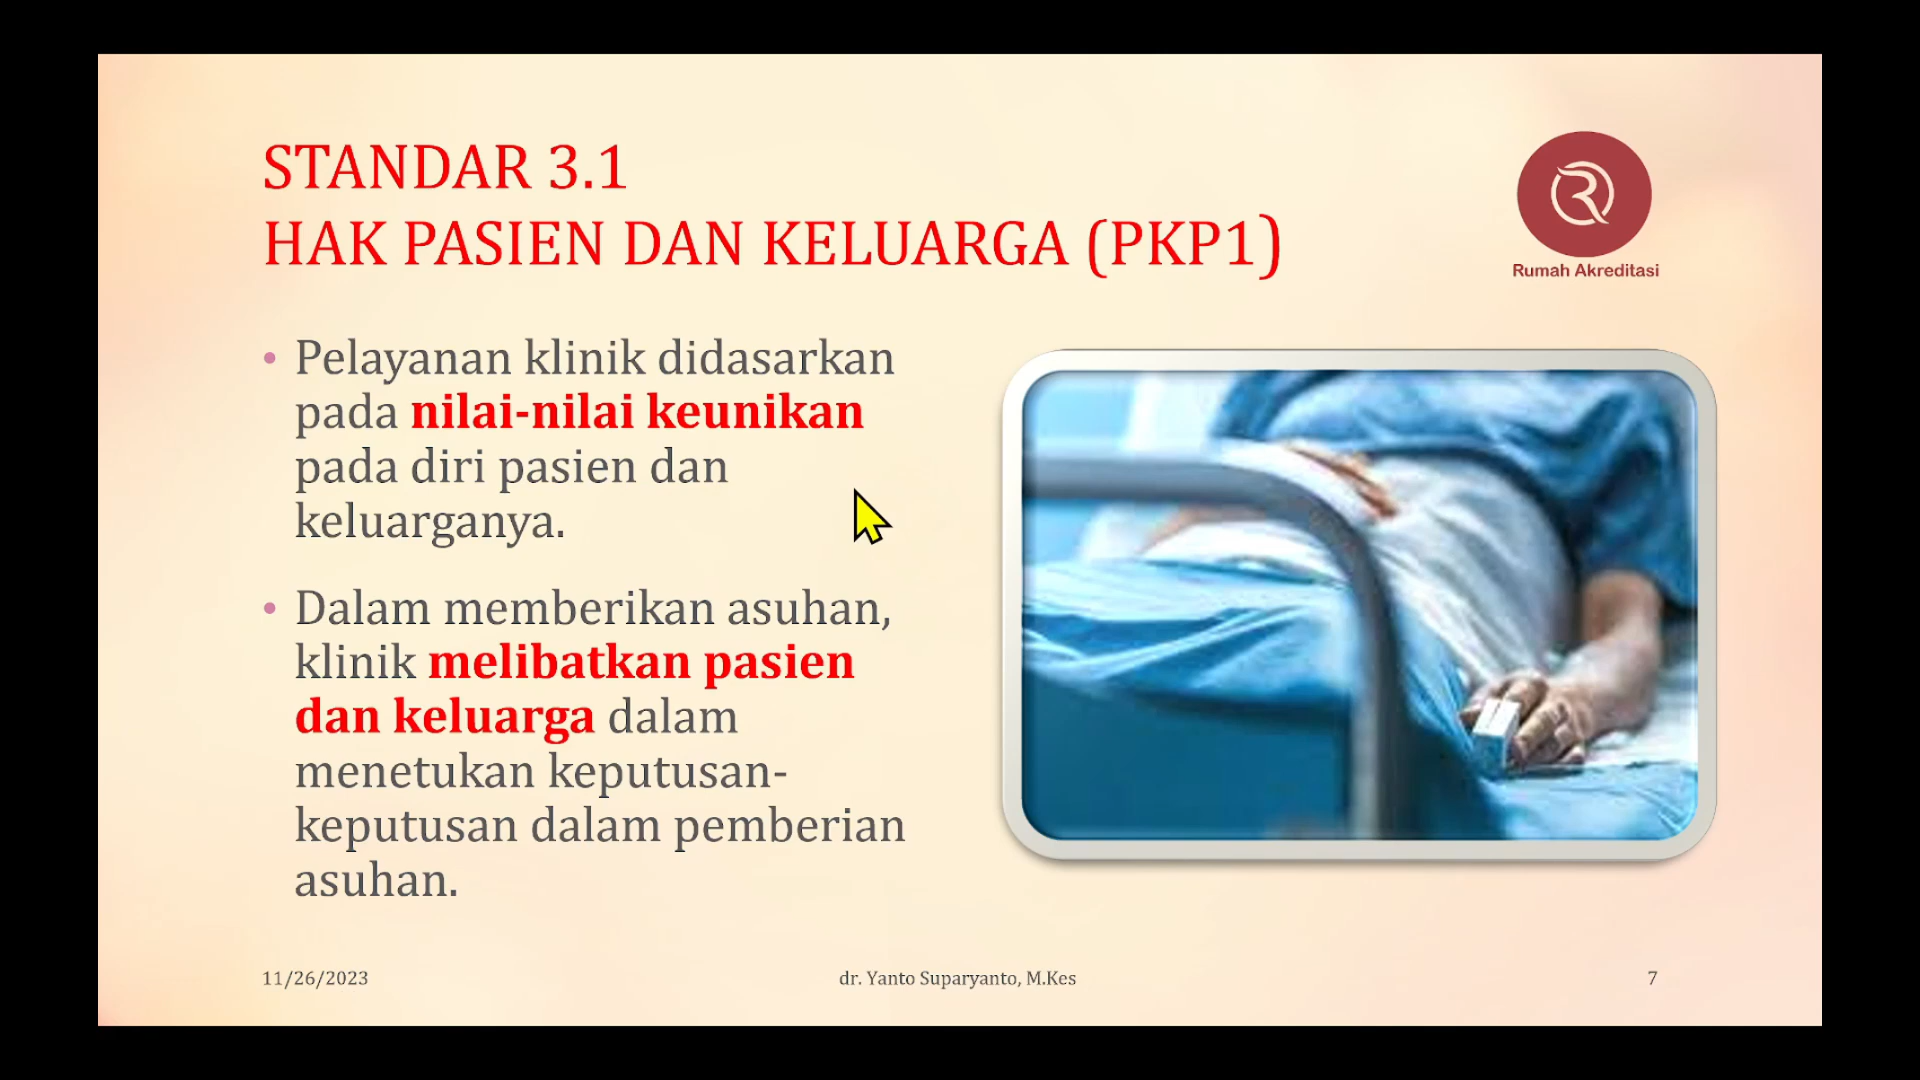 STANDAR 3.1
HAK PASIEN DAN KELUARGA (PKP1)
Rumah Akreditasi
• Pelayanan klinik didasarkan
pada nilai-nilai keunikan
pada diri pasien dan
keluarganya.
• Dalam memberikan asuhan,
klinik melibatkan pasien
dan keluarga dalam
menetukan keputusan-
keputusan dalam pemberian
asuhan.
11/26/2023
dr. Yanto Suparyanto, M.Kes
7